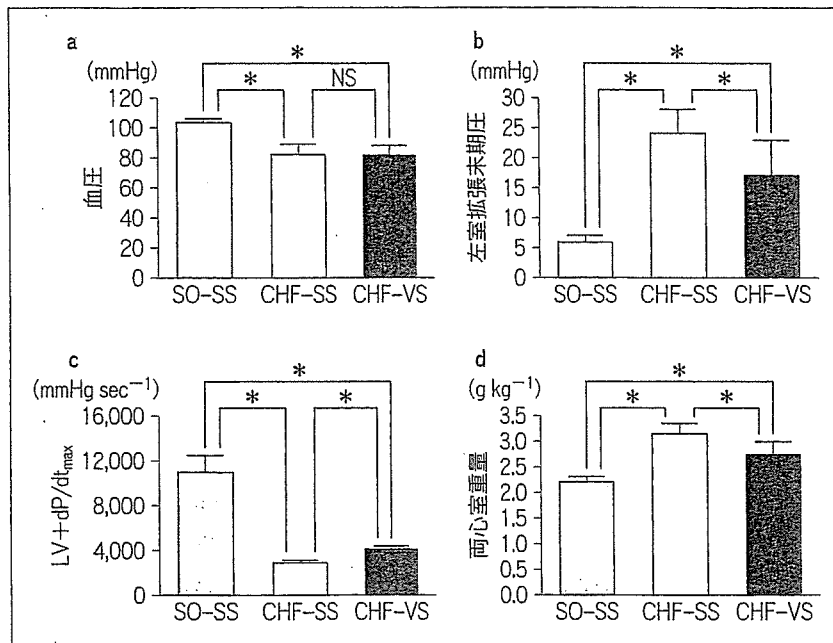 a
(mmHg)
*
*
NS
120
100
80
60
40
20
0
血圧
SO-SS CHF-SS CHF-VS
b
(mmHg)
*
*
*
30
25
20
15
10
5
0
左室拡張末期圧
SO-SS CHF-SS CHF-VS
c
(mmHg sec⁻¹)
*
*
*
16,000
12,000
8,000
4,000
0
LV+dP/dtmax
SO-SS CHF-SS CHF-VS
d
(g kg⁻¹)
*
*
*
3.5
3.0
2.5
2.0
1.5
1.0
0.5
0.0
両心室重量
SO-SS CHF-SS CHF-VS